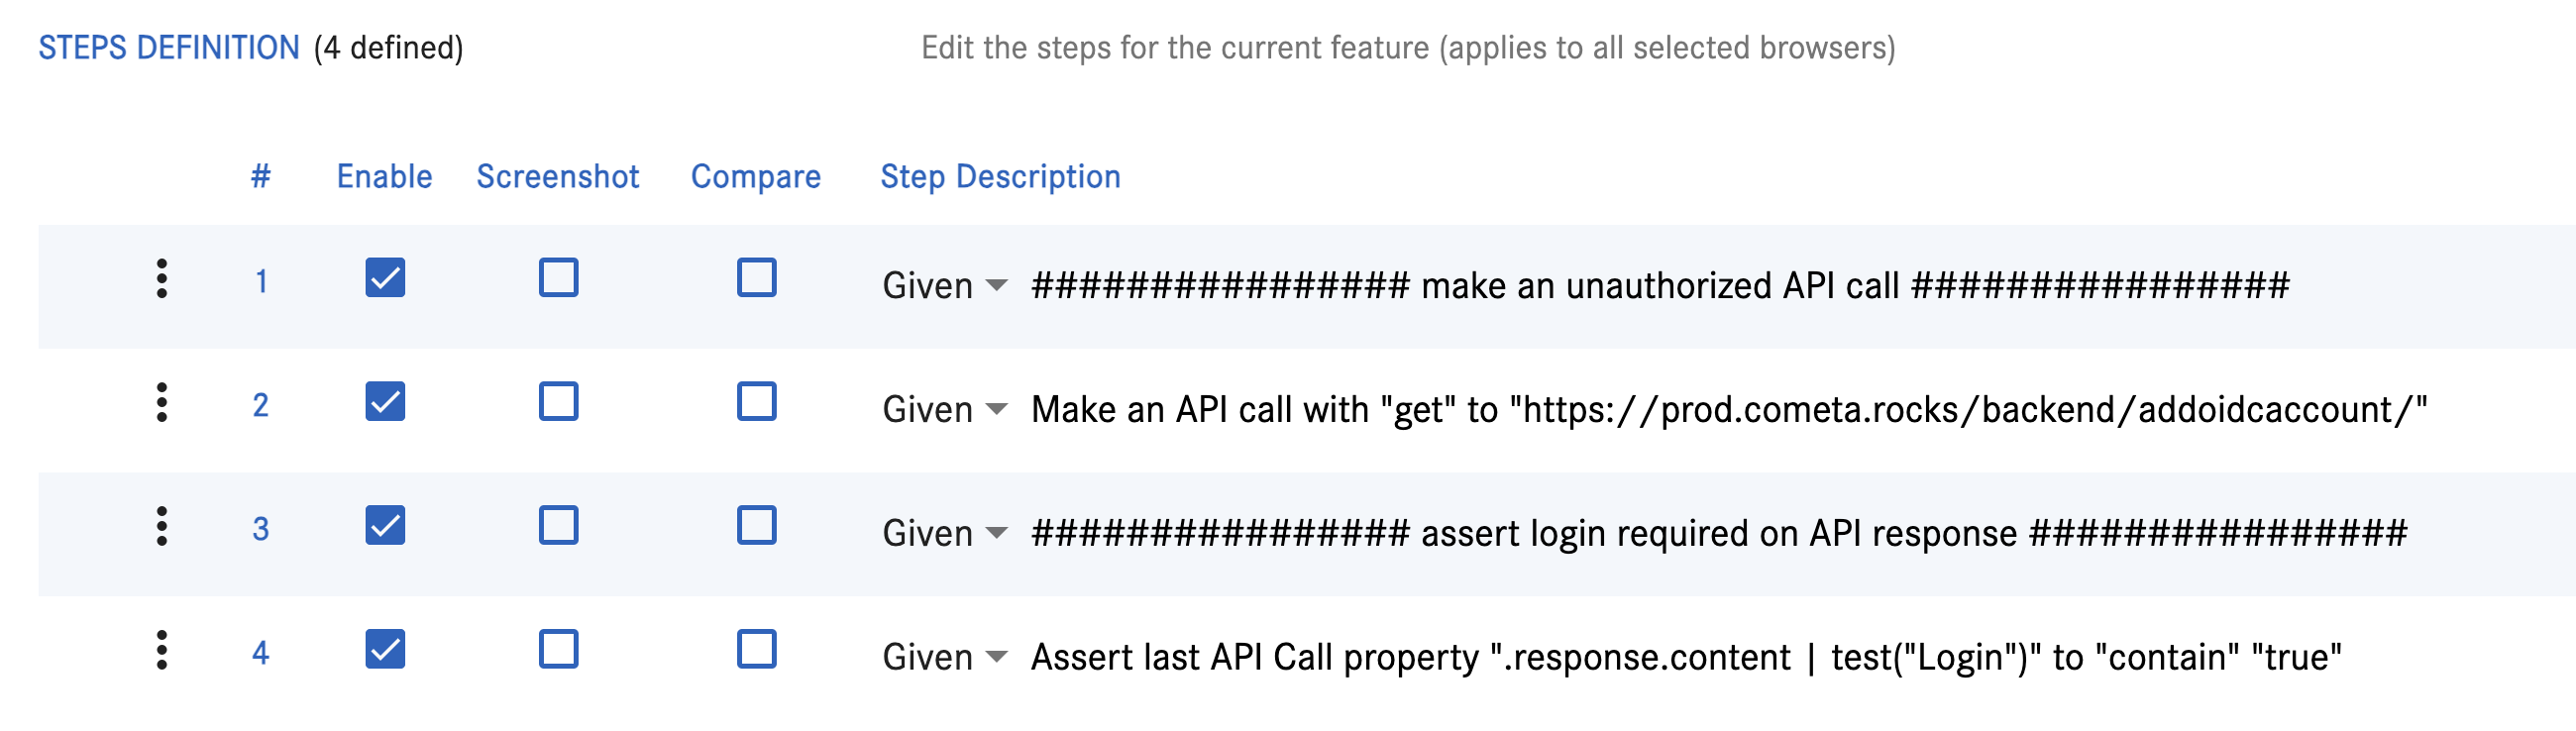 STEPS DEFINITION (4 defined) Edit the steps for the current feature (applies to all selected browsers)
# Enable Screenshot Compare Step Description
1 Given ################ make an unauthorized API call ################
2 Given Make an API call with "get" to "https://prod.cometa.rocks/backend/addoidcaccount/"
3 Given ################ assert login required on API response ################
4 Given Assert last API Call property ".response.content | test("Login")" to "contain" "true"